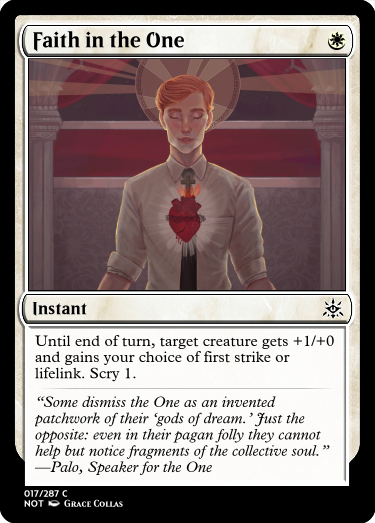 Faith in the One
Instant
Until end of turn, target creature gets +1/+0
and gains your choice of first strike or
lifelink. Scry 1.
“Some dismiss the One as an invented
patchwork of their ‘gods of dream.’ Just the
opposite: even in their pagan folly they cannot
help but notice fragments of the collective soul.”
—Palo, Speaker for the One
017/287 C
NOT Grace Collas